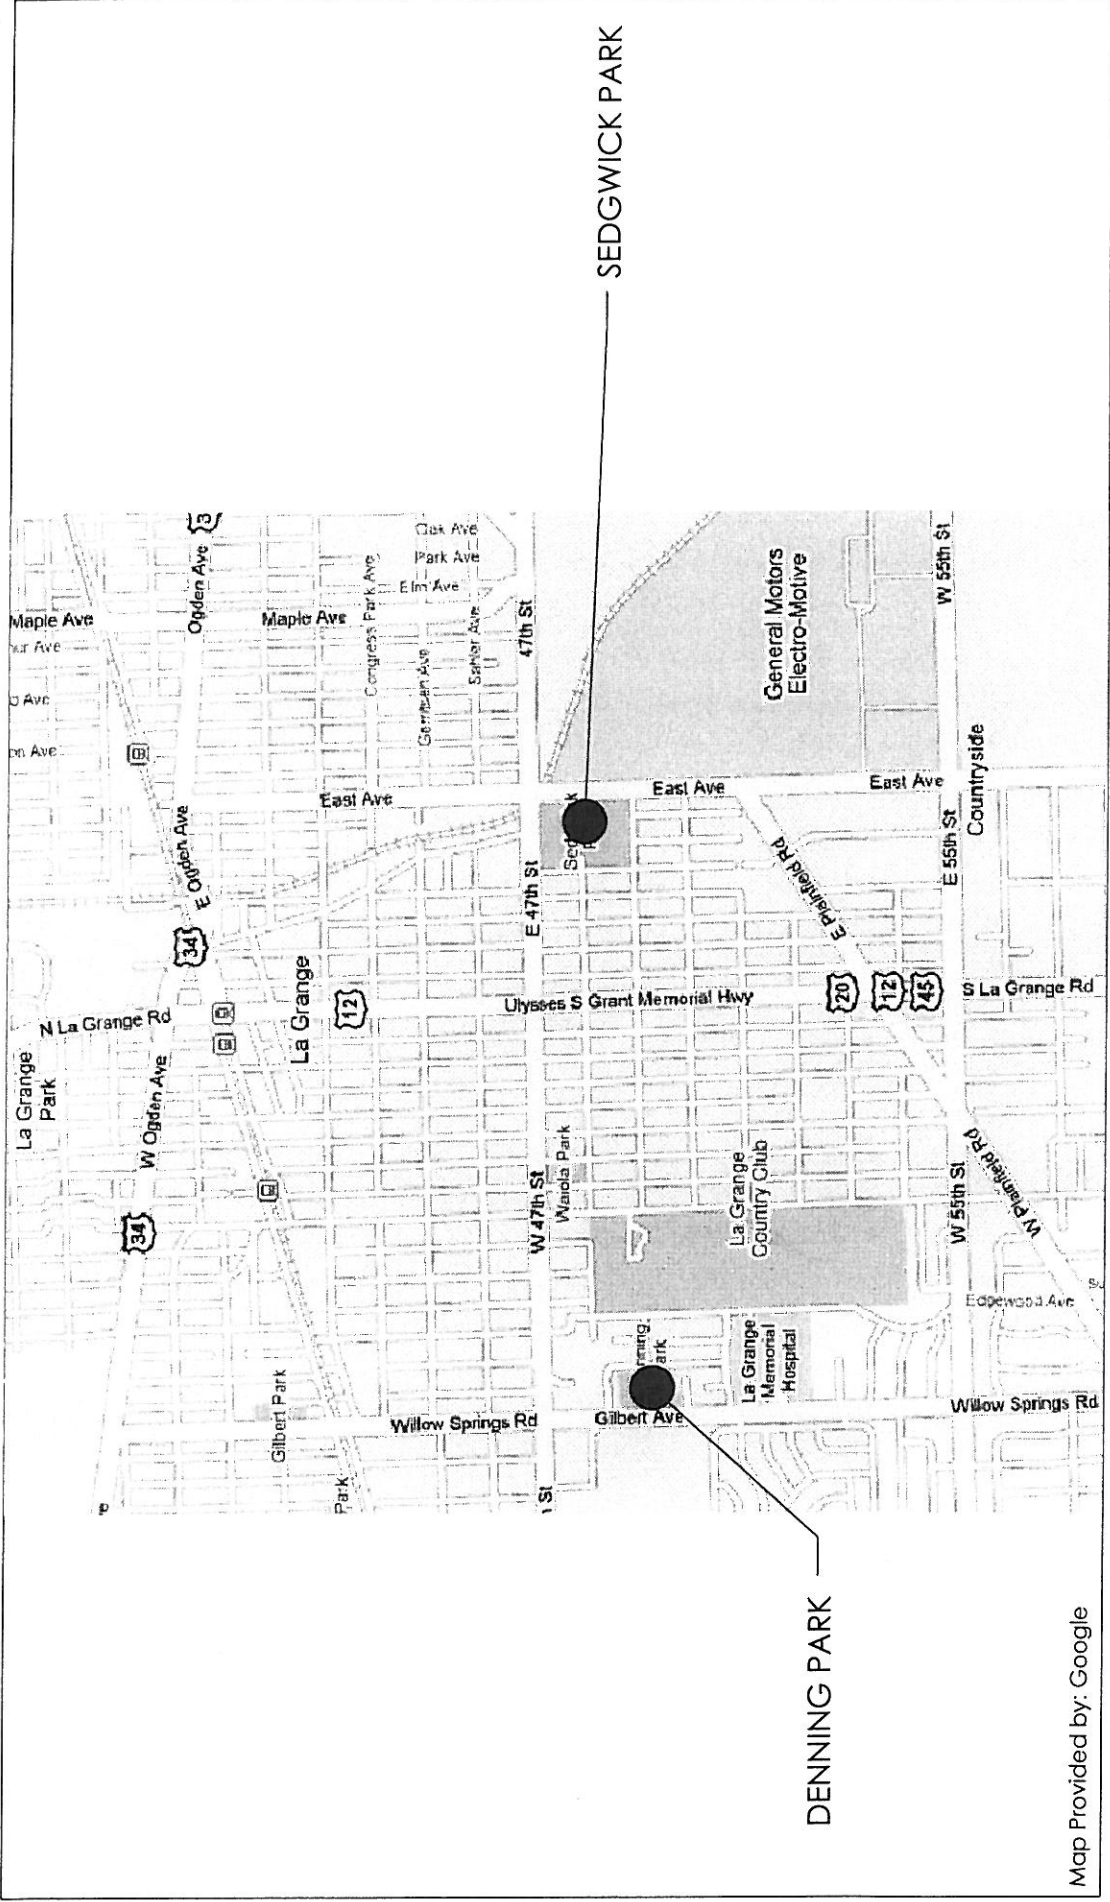 La Grange
Park
N La Grange Rd
W Ogden Ave
34
34
E Ogden Ave
Ogden Ave
3
Maple Ave
Maple Ave
La Grange
12
East Ave
Congress Park Ave
Elm Ave
Park Ave
Oak Ave
Gilbert Park
Park
Willow Springs Rd
W 47th St
E 47th St
47th St
St
Waiola Park
Ulysses S Grant Memorial Hwy
Gilbert Ave
La Grange
Memorial
Hospital
La Grange
Country Club
East Ave
East Ave
General Motors
Electro-Motive
E Plainfield Rd
20
12
45
S La Grange Rd
W 55th St
E 55th St
W 55th St
Countryside
W Plainfield Rd
Edgewood Ave
Willow Springs Rd
SEDGWICK PARK
DENNING PARK
Map Provided by: Google